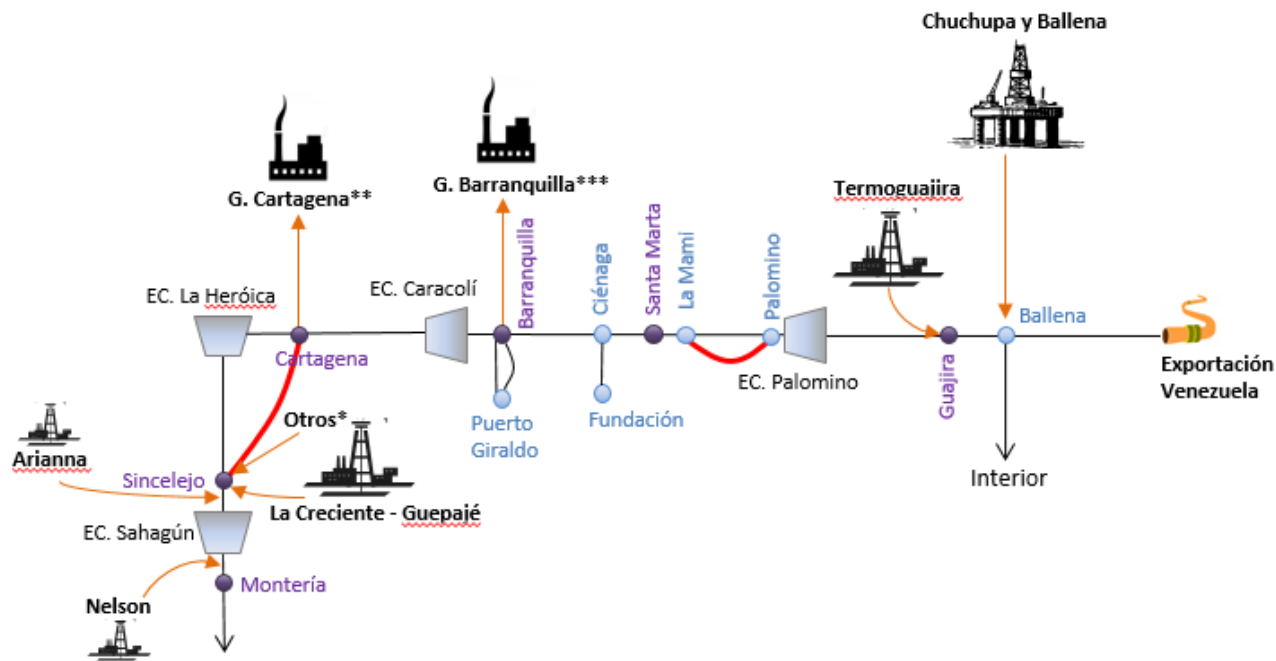 Chuchupa y Ballena
G. Cartagena**
G. Barranquilla***
Termoguajira
EC. La Heróica
EC. Caracolí
Barranquilla
Ciénaga
Santa Marta
La Mami
Palomino
Ballena
Cartagena
EC. Palomino
Guajira
Exportación
Venezuela
Otros*
Puerto
Giraldo
Fundación
Arianna
Sincelejo
Interior
La Creciente - Guepajé
EC. Sahagún
Montería
Nelson